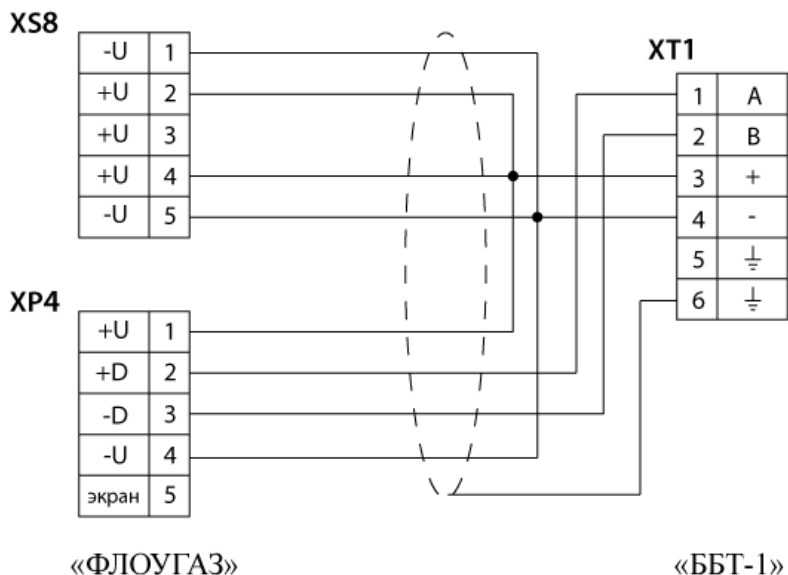 XS8
-U 1
+U 2
+U 3
+U 4
-U 5
XP4
+U 1
+D 2
-D 3
-U 4
экран 5
«ФЛОУГАЗ»
XT1
1 A
2 B
3 +
4 -
5
6
«ББТ-1»